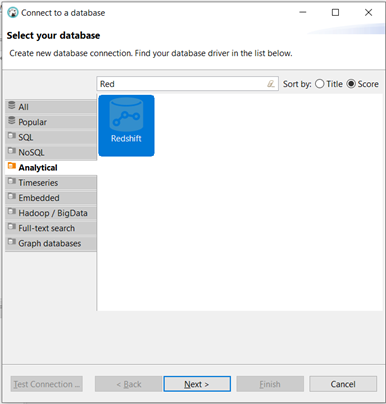 Connect to a database
Select your database
Create new database connection. Find your database driver in the list below.
Red
Sort by: Title Score
All
Popular
SQL
NoSQL
Analytical
Timeseries
Embedded
Hadoop / BigData
Full-text search
Graph databases
Redshift
Test Connection ...
< Back
Next >
Finish
Cancel